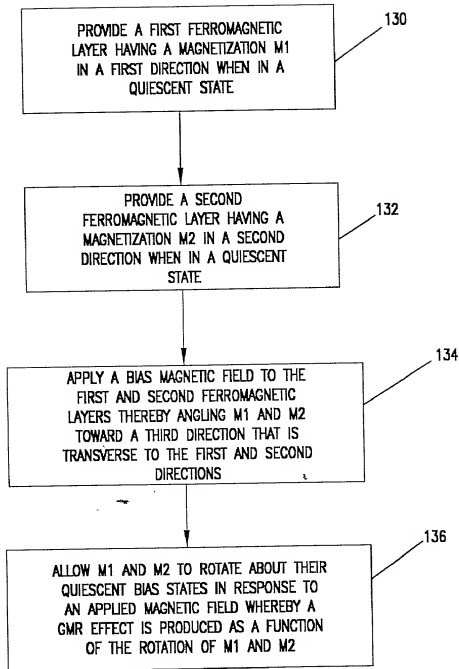 PROVIDE A FIRST FERROMAGNETIC
LAYER HAVING A MAGNETIZATION M1
IN A FIRST DIRECTION WHEN IN A
QUIESCENT STATE
130
PROVIDE A SECOND
FERROMAGNETIC LAYER HAVING A
MAGNETIZATION M2 IN A SECOND
DIRECTION WHEN IN A QUIESCENT
STATE
132
APPLY A BIAS MAGNETIC FIELD TO THE
FIRST AND SECOND FERROMAGNETIC
LAYERS THEREBY ANGLING M1 AND M2
TOWARD A THIRD DIRECTION THAT IS
TRANSVERSE TO THE FIRST AND SECOND
DIRECTIONS
134
ALLOW M1 AND M2 TO ROTATE ABOUT THEIR
QUIESCENT BIAS STATES IN RESPONSE TO
AN APPLIED MAGNETIC FIELD WHEREBY A
GMR EFFECT IS PRODUCED AS A FUNCTION
OF THE ROTATION OF M1 AND M2
136